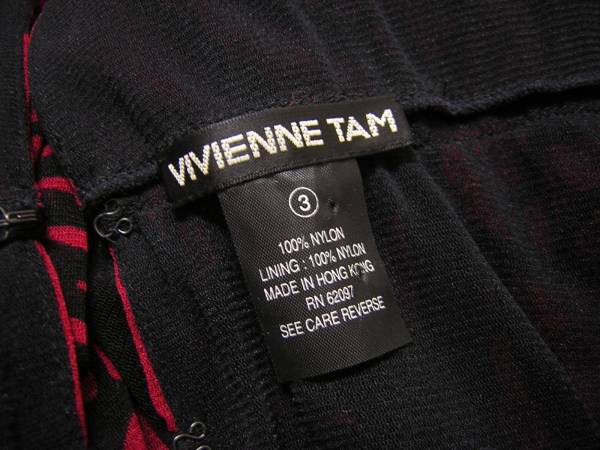 VIVIENNE TAM
3
100% NYLON
LINING : 100% NYLON
MADE IN HONG KONG
RN 62097
SEE CARE REVERSE